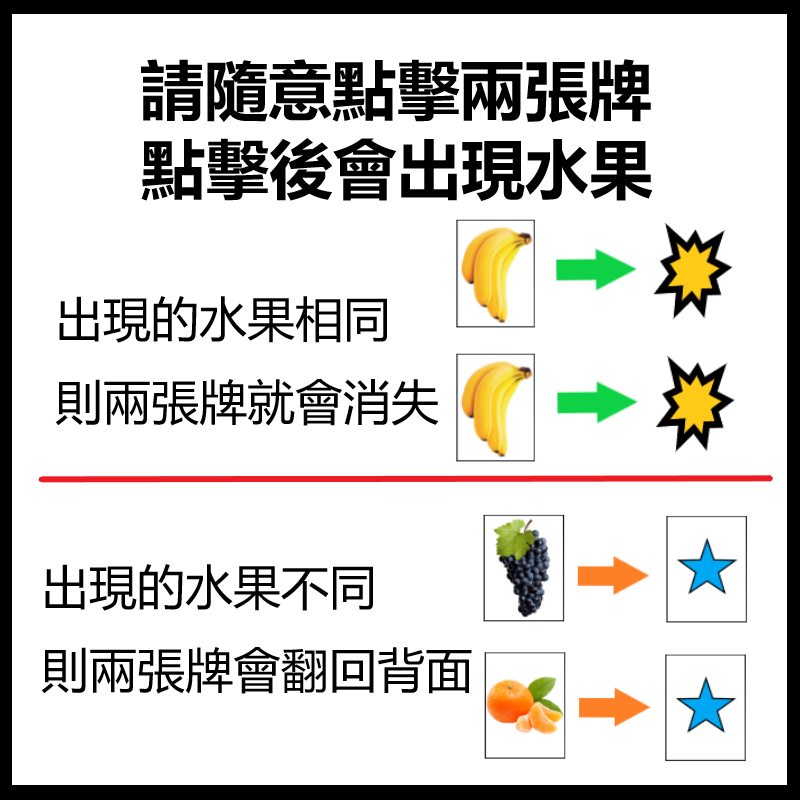 請隨意點擊兩張牌
點擊後會出現水果
出現的水果相同
則兩張牌就會消失
出現的水果不同
則兩張牌會翻回背面